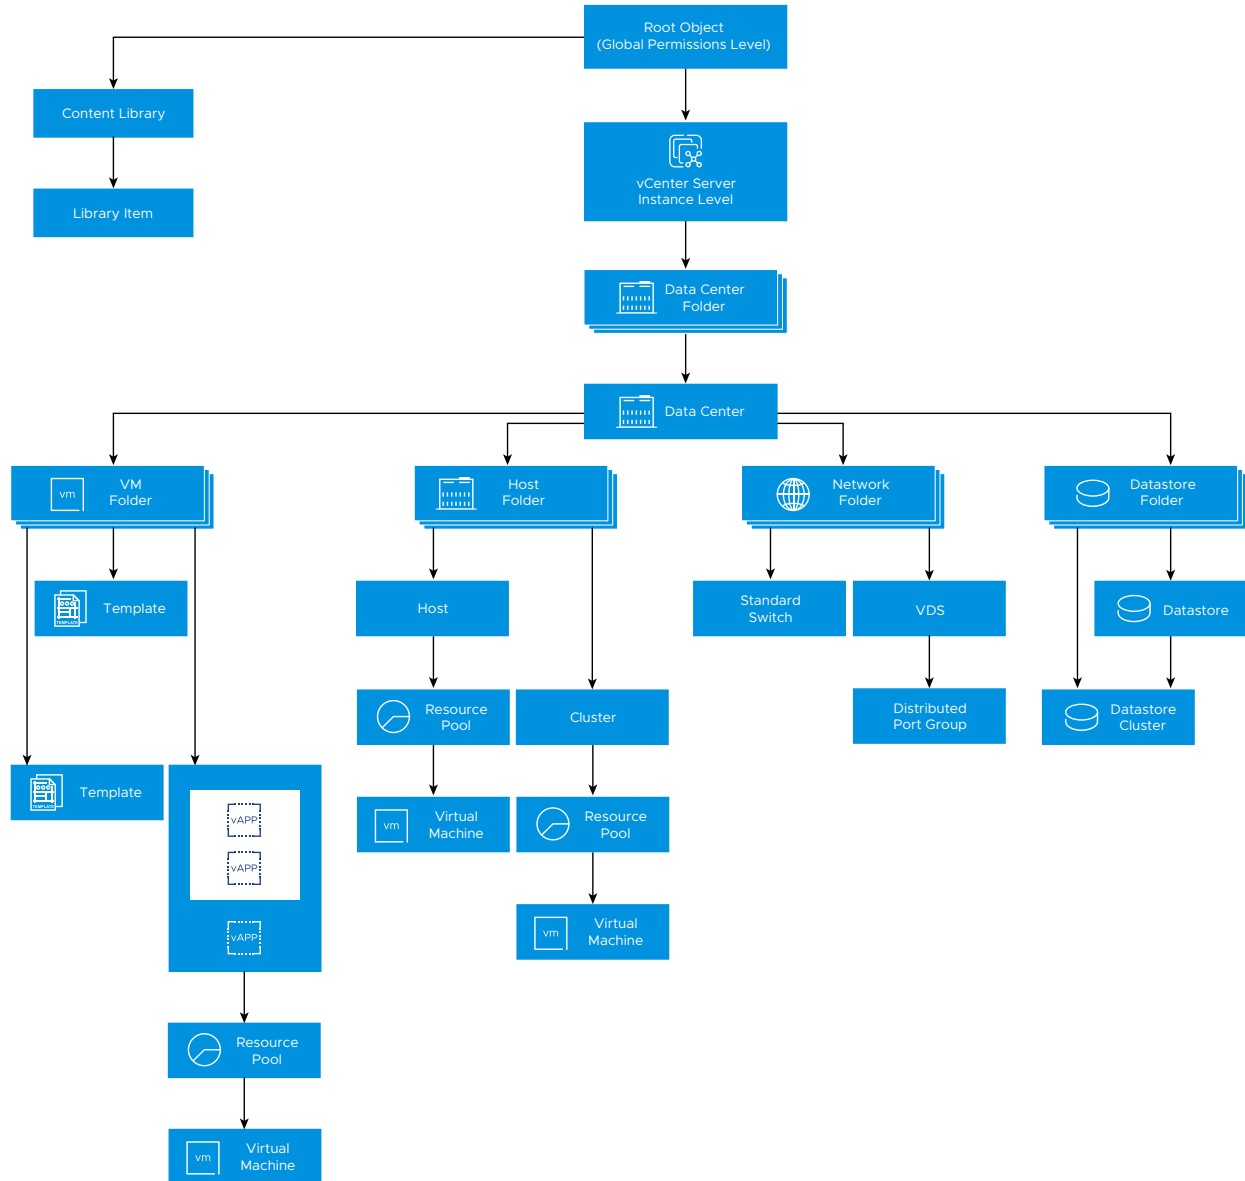 Root Object
(Global Permissions Level)
Content Library
Library Item
vCenter Server
Instance Level
Data Center
Folder
Data Center
vm
VM
Folder
Host
Folder
Network
Folder
Datastore
Folder
TEMPLATE
Template
Host
Standard
Switch
VDS
Datastore
Resource
Pool
Cluster
Distributed
Port Group
Datastore
Cluster
TEMPLATE
Template
vAPP
vAPP
vAPP
vm
Virtual
Machine
Resource
Pool
vm
Virtual
Machine
Resource
Pool
vm
Virtual
Machine